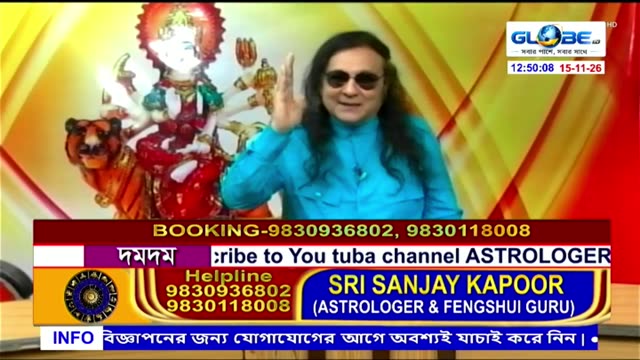 GLOBE HD
HD
সবার পাশে, সবার সাথে
12:50:08 15-11-26
BOOKING-9830936802, 9830118008
দমদম
cribe to You tuba channel ASTROLOGER
Helpline
9830936802
9830118008
SRI SANJAY KAPOOR
(ASTROLOGER & FENGSHUI GURU)
INFO
বিজ্ঞাপনের জন্য যোগাযোগের আগে অবশ্যই যাচাই করে নিন।